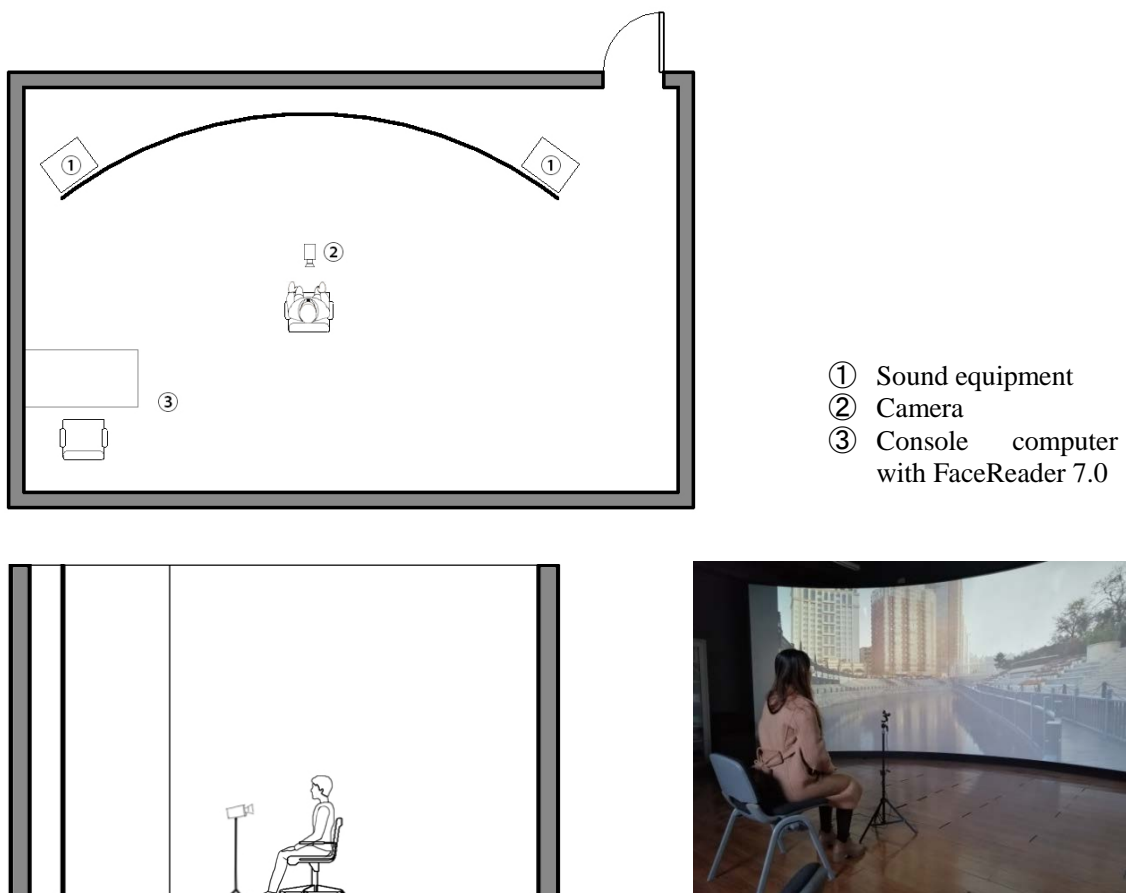 ①
①
②
③
① Sound equipment
② Camera
③ Console computer
with FaceReader 7.0